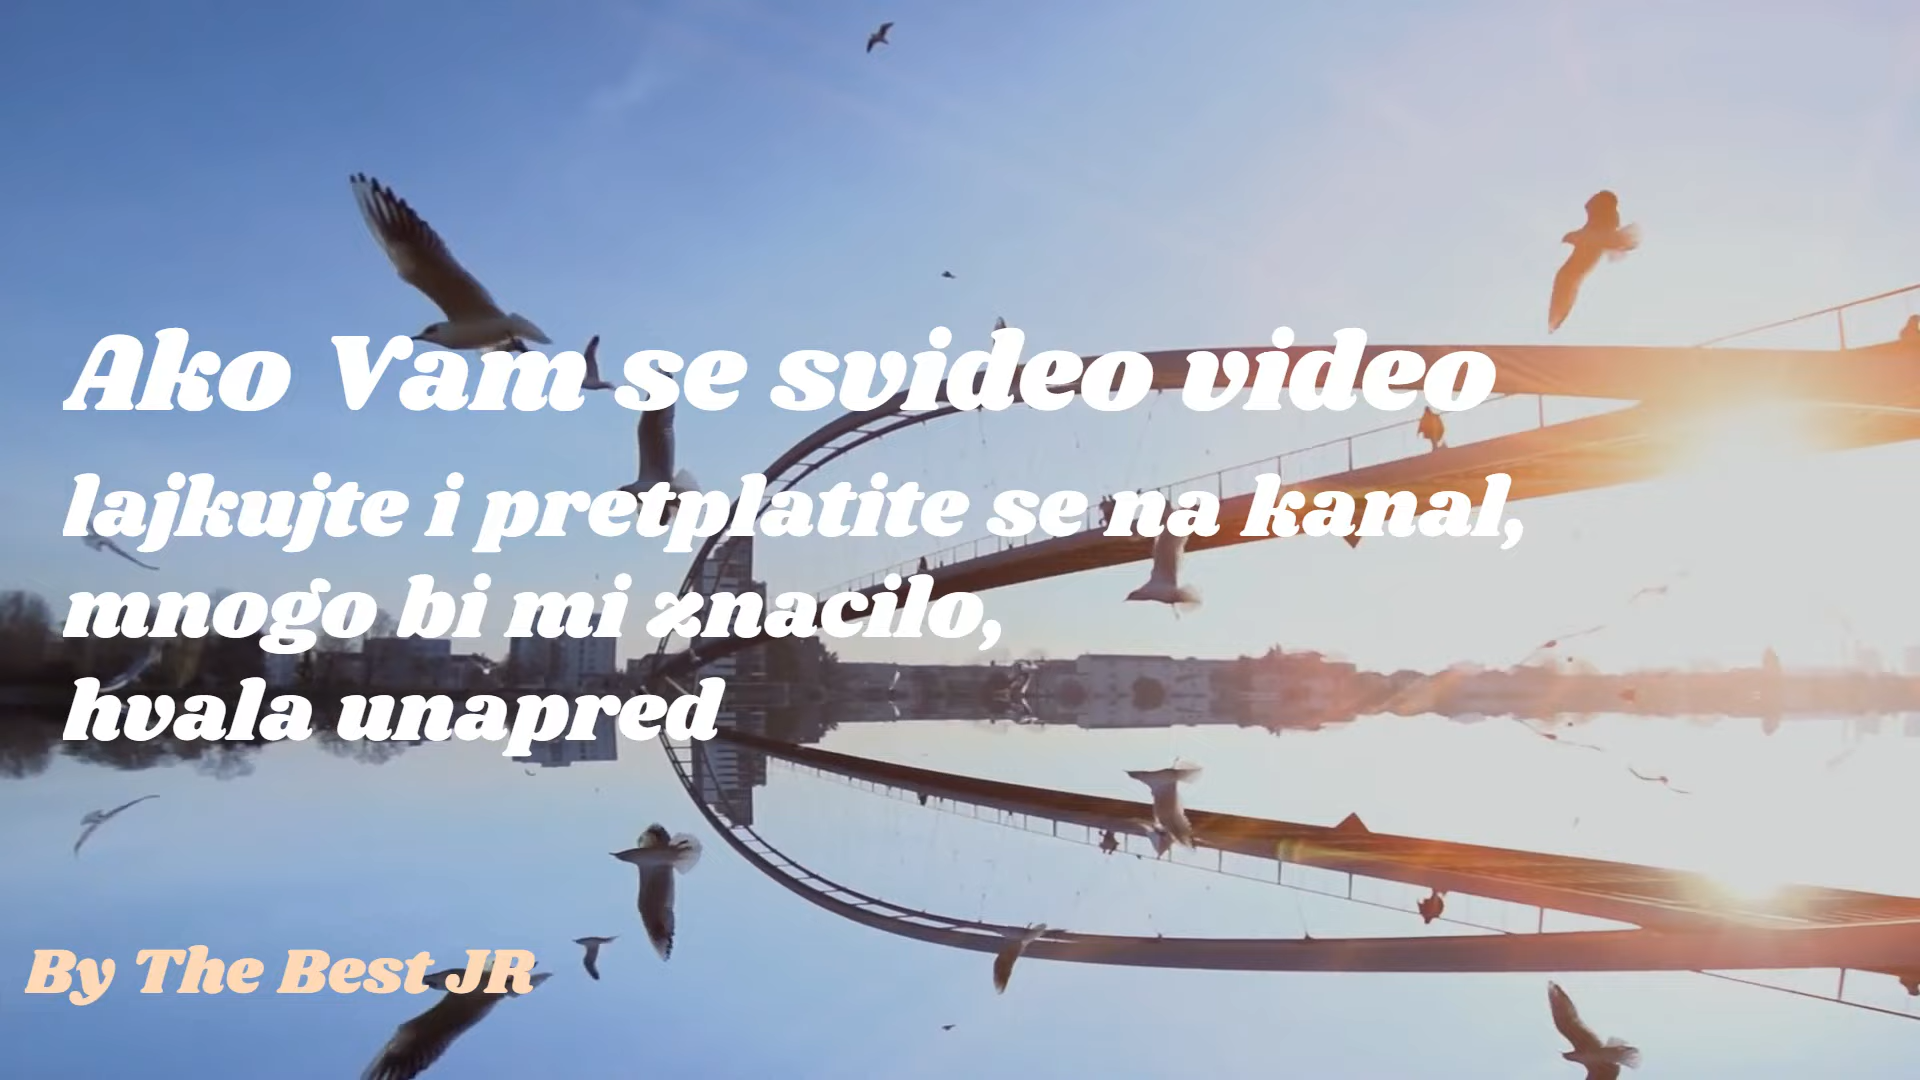 Ako Vam se svideo video
lajkujte i pretplatite se na kanal,
mnogo bi mi znacilo,
hvala unapred
By The Best JR